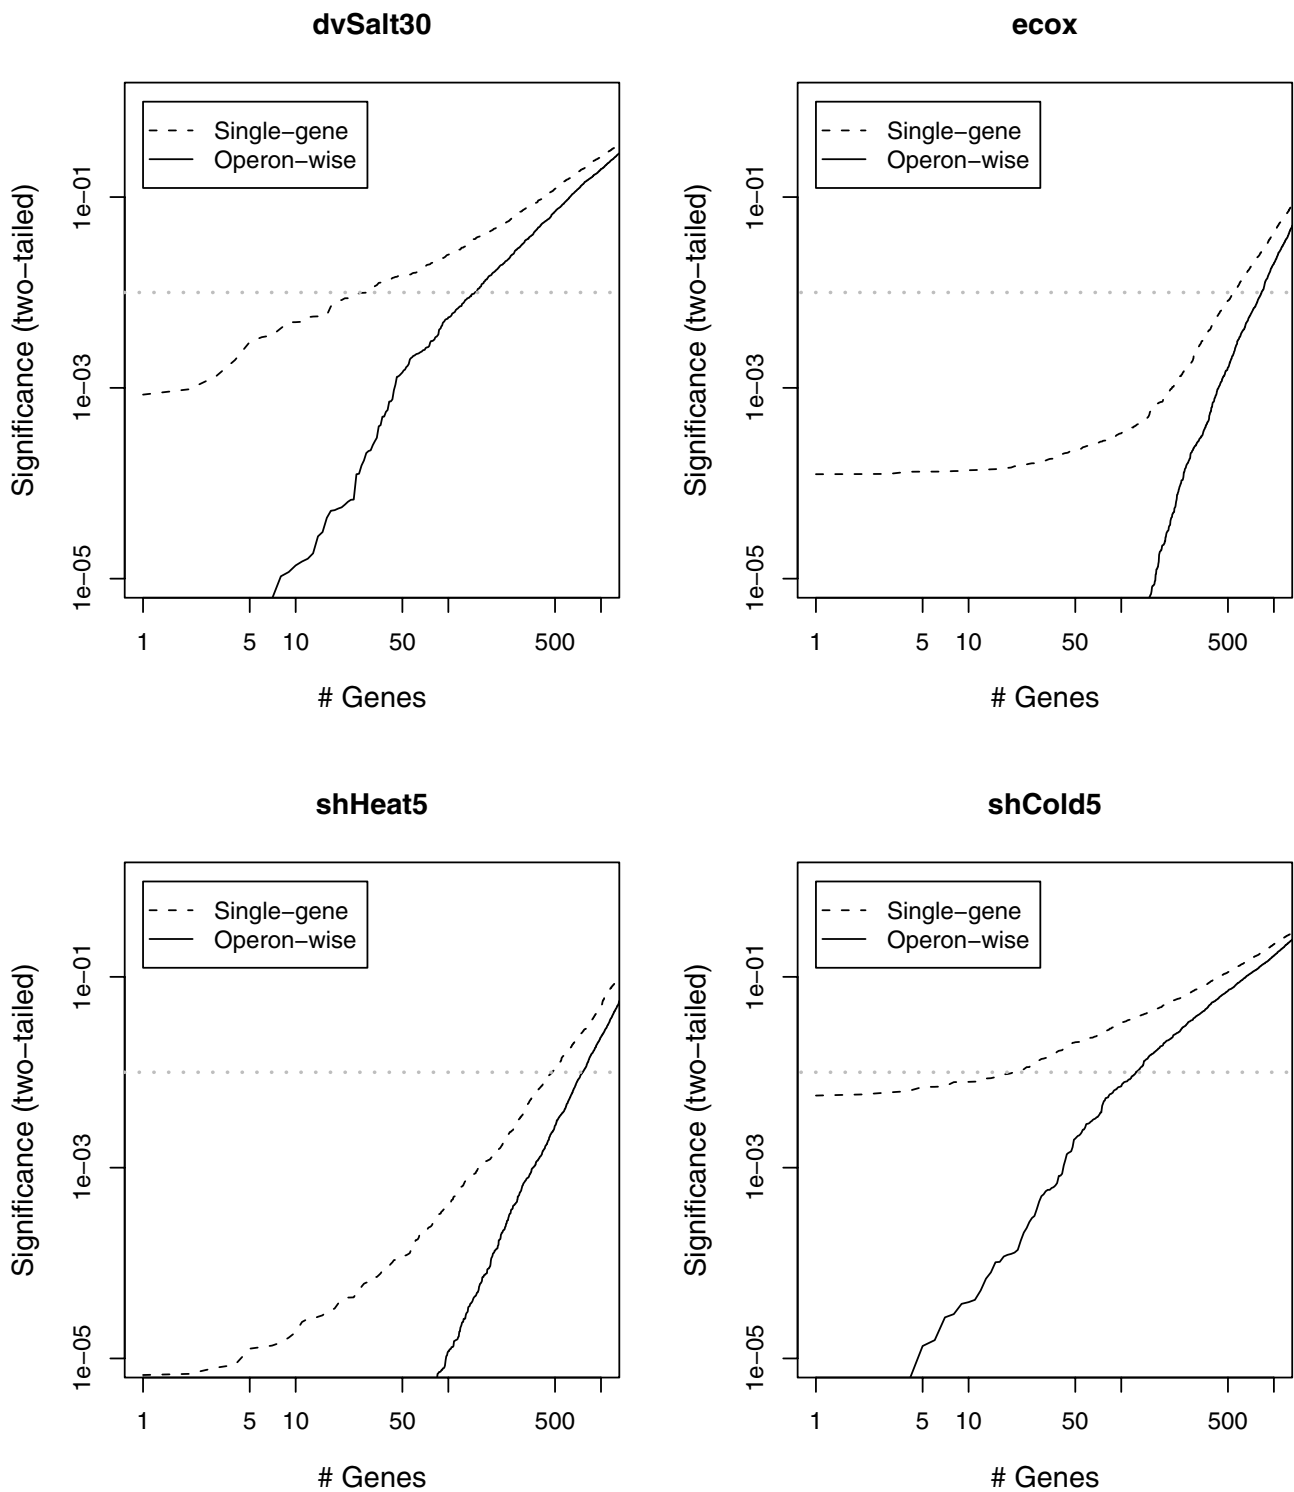 dvSalt30
Single−gene
Operon−wise
Significance (two−tailed)
1e−01
1e−03
1e−05
1 5 10 50 500
# Genes
ecox
Single−gene
Operon−wise
Significance (two−tailed)
1e−01
1e−03
1e−05
1 5 10 50 500
# Genes
shHeat5
Single−gene
Operon−wise
Significance (two−tailed)
1e−01
1e−03
1e−05
1 5 10 50 500
# Genes
shCold5
Single−gene
Operon−wise
Significance (two−tailed)
1e−01
1e−03
1e−05
1 5 10 50 500
# Genes